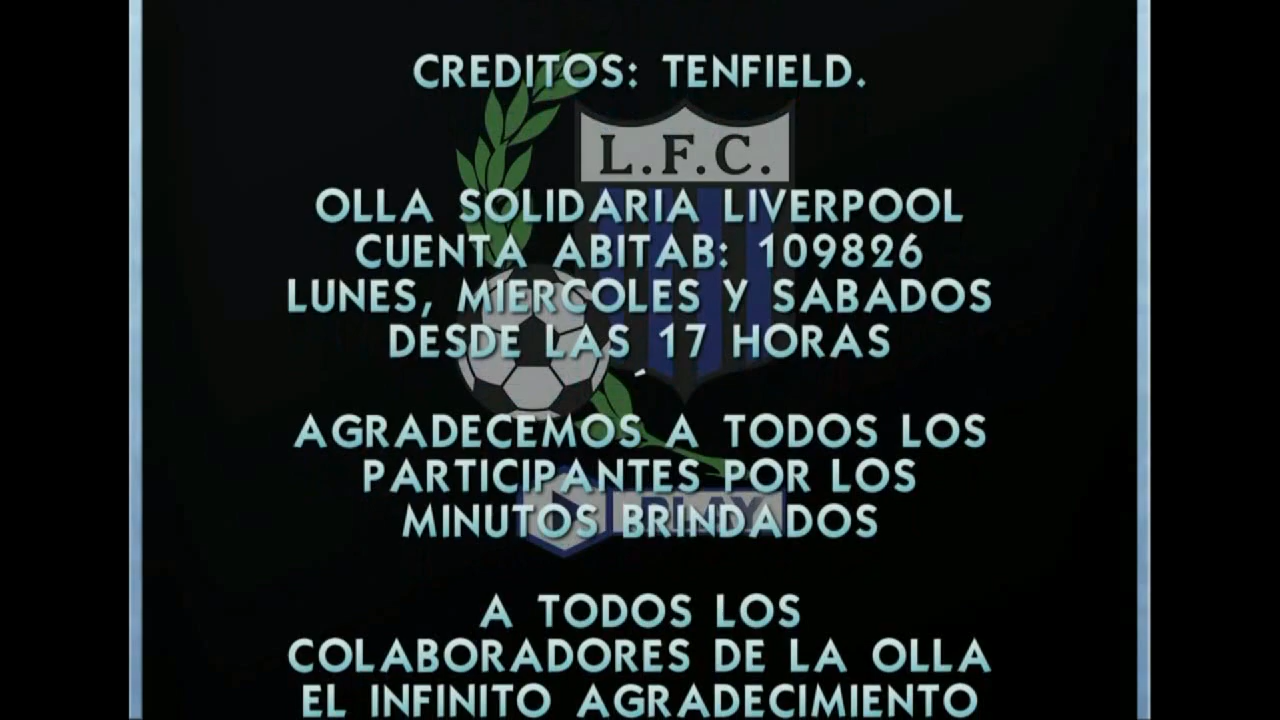 CREDITOS: TENFIELD.
L.F.C.
OLLA SOLIDARIA LIVERPOOL
CUENTA ABITAB: 109826
LUNES, MIERCOLES Y SABADOS
DESDE LAS 17 HORAS
AGRADECEMOS A TODOS LOS
PARTICIPANTES POR LOS
MINUTOS BRINDADOS
PLAY
A TODOS LOS
COLABORADORES DE LA OLLA
EL INFINITO AGRADECIMIENTO